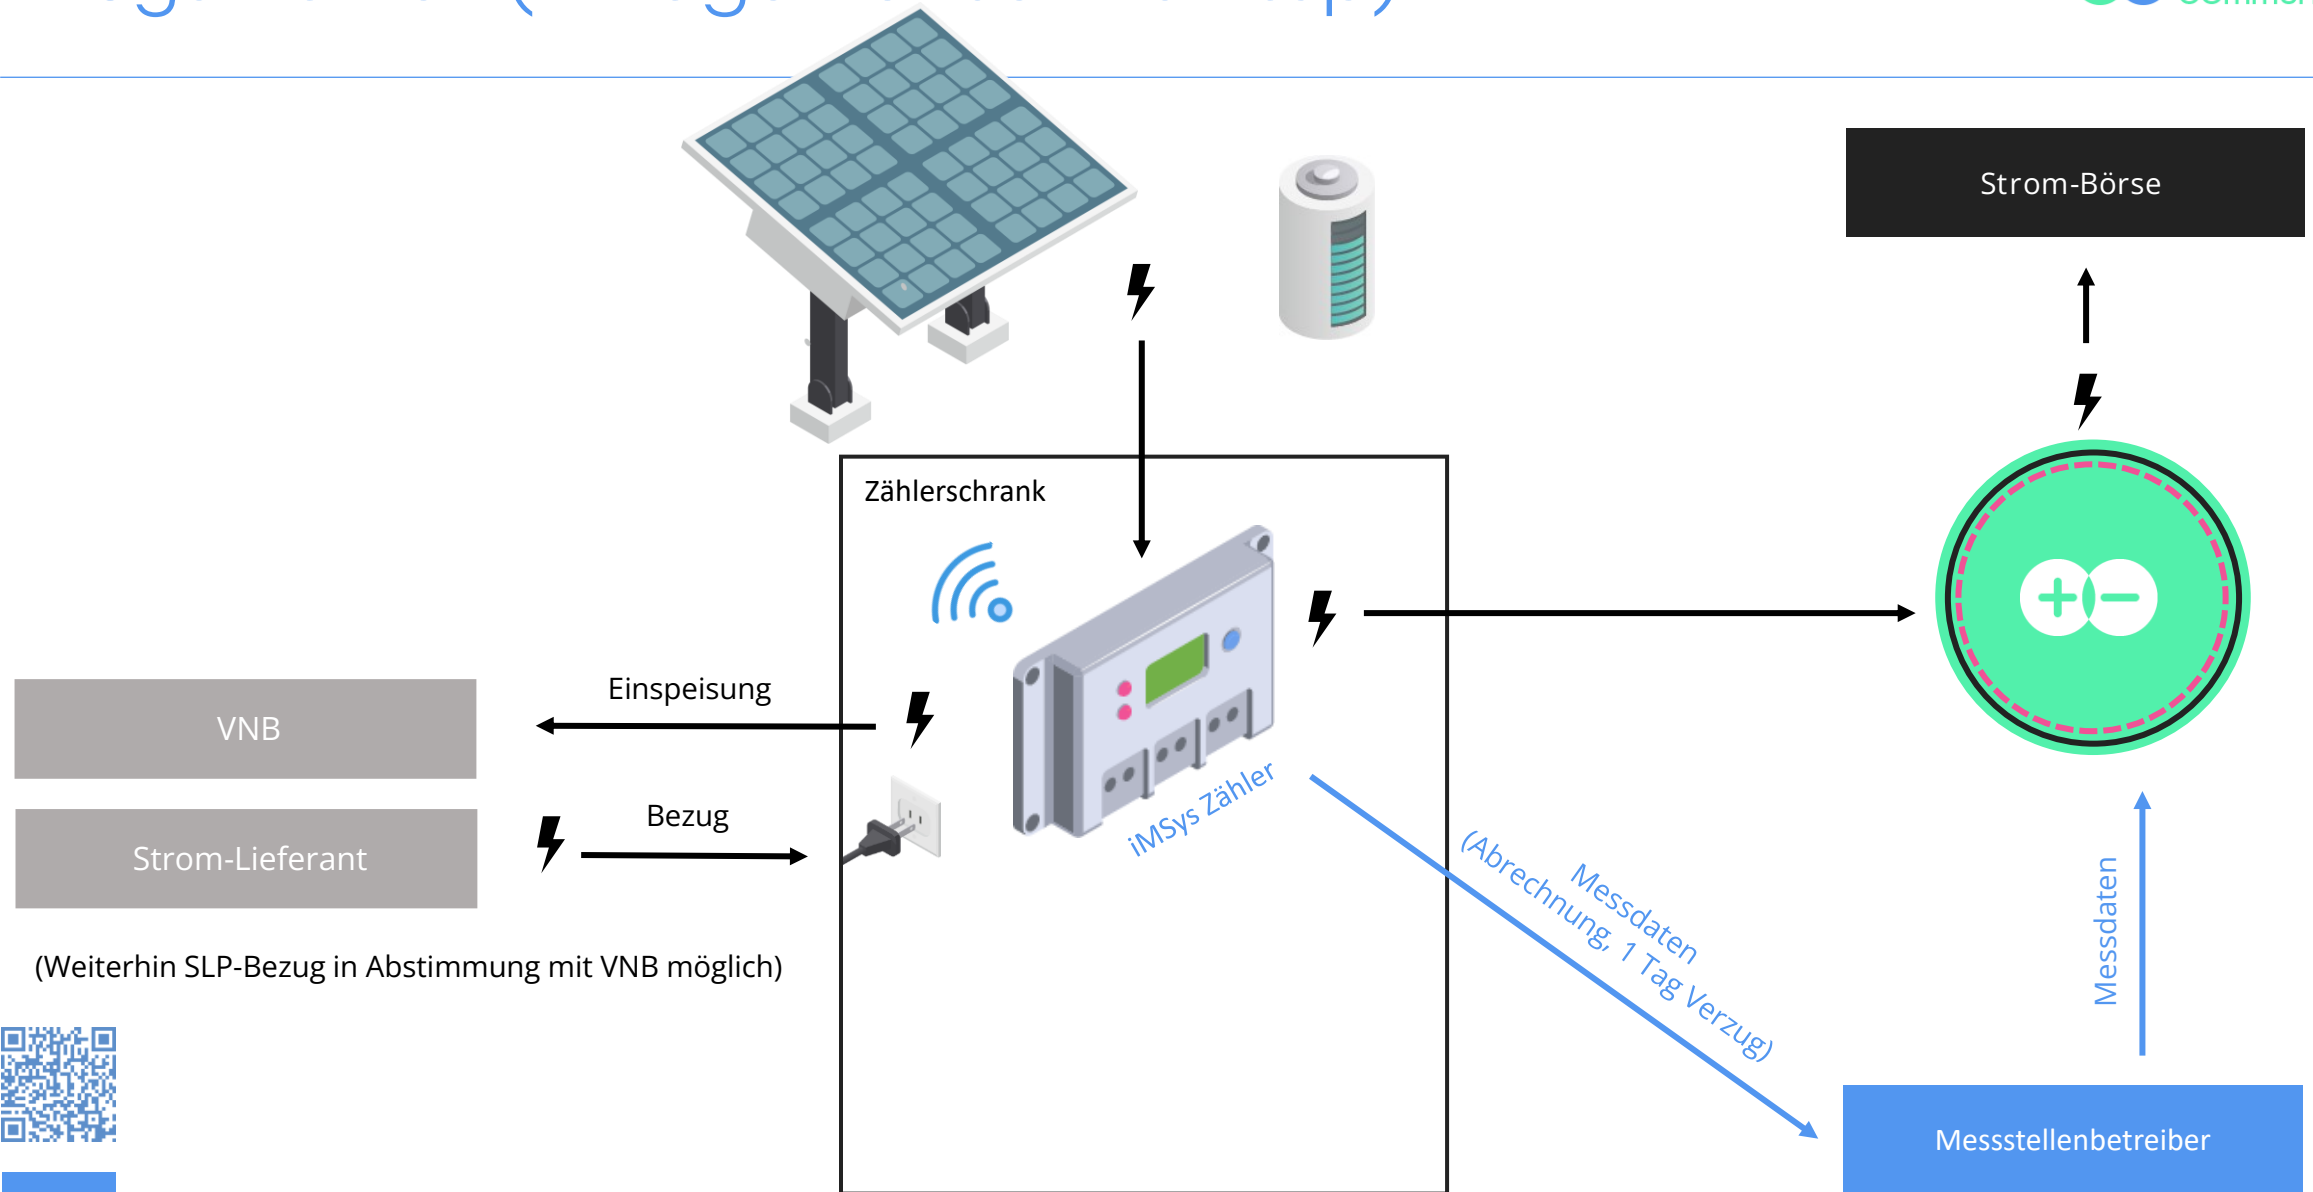 Strom-Börse
Zählerschrank
Einspeisung
VNB
Bezug
Strom-Lieferant
iMSys Zähler
(Weiterhin SLP-Bezug in Abstimmung mit VNB möglich)
Messdaten
(Abrechnung, 1 Tag Verzug)
Messdaten
Messstellenbetreiber